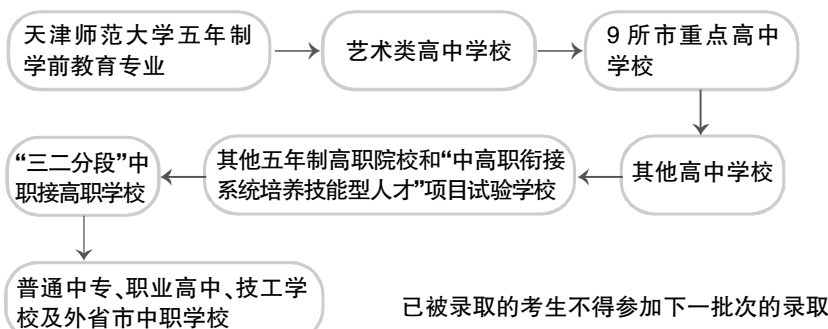 天津师范大学五年制
学前教育专业
艺术类高中学校
9 所市重点高中
学校
其他高中学校
其他五年制高职院校和“中高职衔接
系统培养技能型人才”项目试验学校
“三二分段”中
职接高职学校
普通中专、职业高中、技工学
校及外省市中职学校
已被录取的考生不得参加下一批次的录取